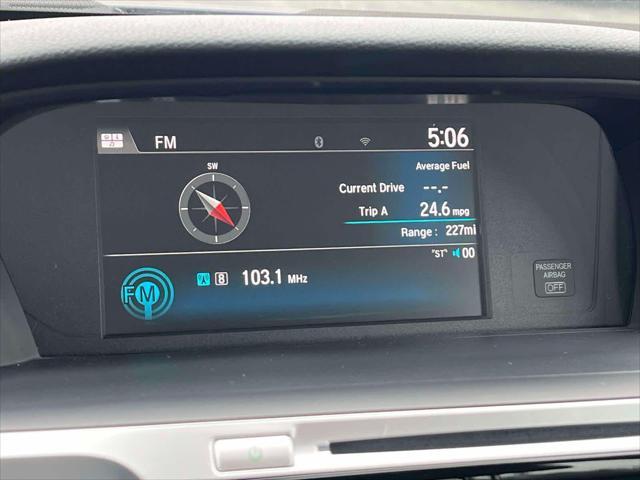 FM 5:06
SW
Average Fuel
Current Drive --.-
Trip A 24.6 mpg
Range : 227mi
"ST" 00
FM 8 103.1 MHz
PASSENGER
AIRBAG
OFF